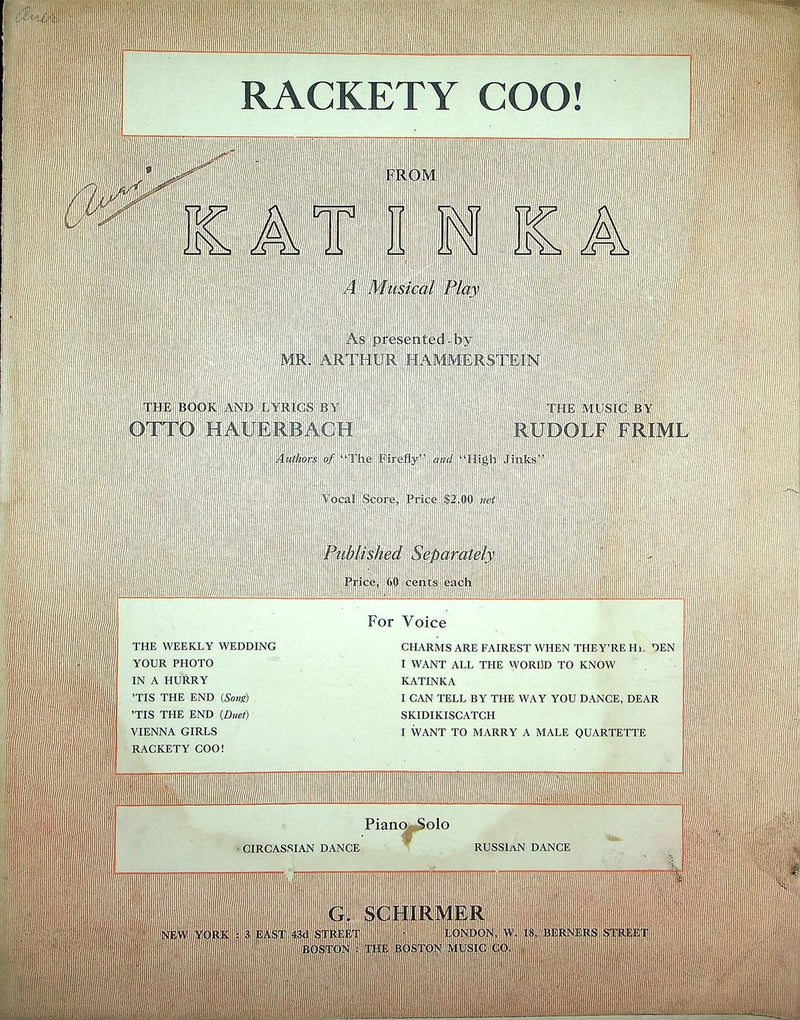 RACKETY COO!
FROM
KATINKA
A Musical Play
As presented by
MR. ARTHUR HAMMERSTEIN
THE BOOK AND LYRICS BY
OTTO HAUERBACH
THE MUSIC BY
RUDOLF FRIML
Authors of "The Firefly" and "High Jinks"
Vocal Score, Price $2.00 net
Published Separately
Price, 60 cents each
For Voice
THE WEEKLY WEDDING
YOUR PHOTO
IN A HURRY
'TIS THE END (Song)
'TIS THE END (Duet)
VIENNA GIRLS
RACKETY COO!
CHARMS ARE FAIREST WHEN THEY'RE HIDDEN
I WANT ALL THE WORLD TO KNOW
KATINKA
I CAN TELL BY THE WAY YOU DANCE, DEAR
SKIDIKISCATCH
I WANT TO MARRY A MALE QUARTETTE
Piano Solo
CIRCASSIAN DANCE
RUSSIAN DANCE
G. SCHIRMER
NEW YORK : 3 EAST 43d STREET
LONDON, W. 18, BERNERS STREET
BOSTON : THE BOSTON MUSIC CO.